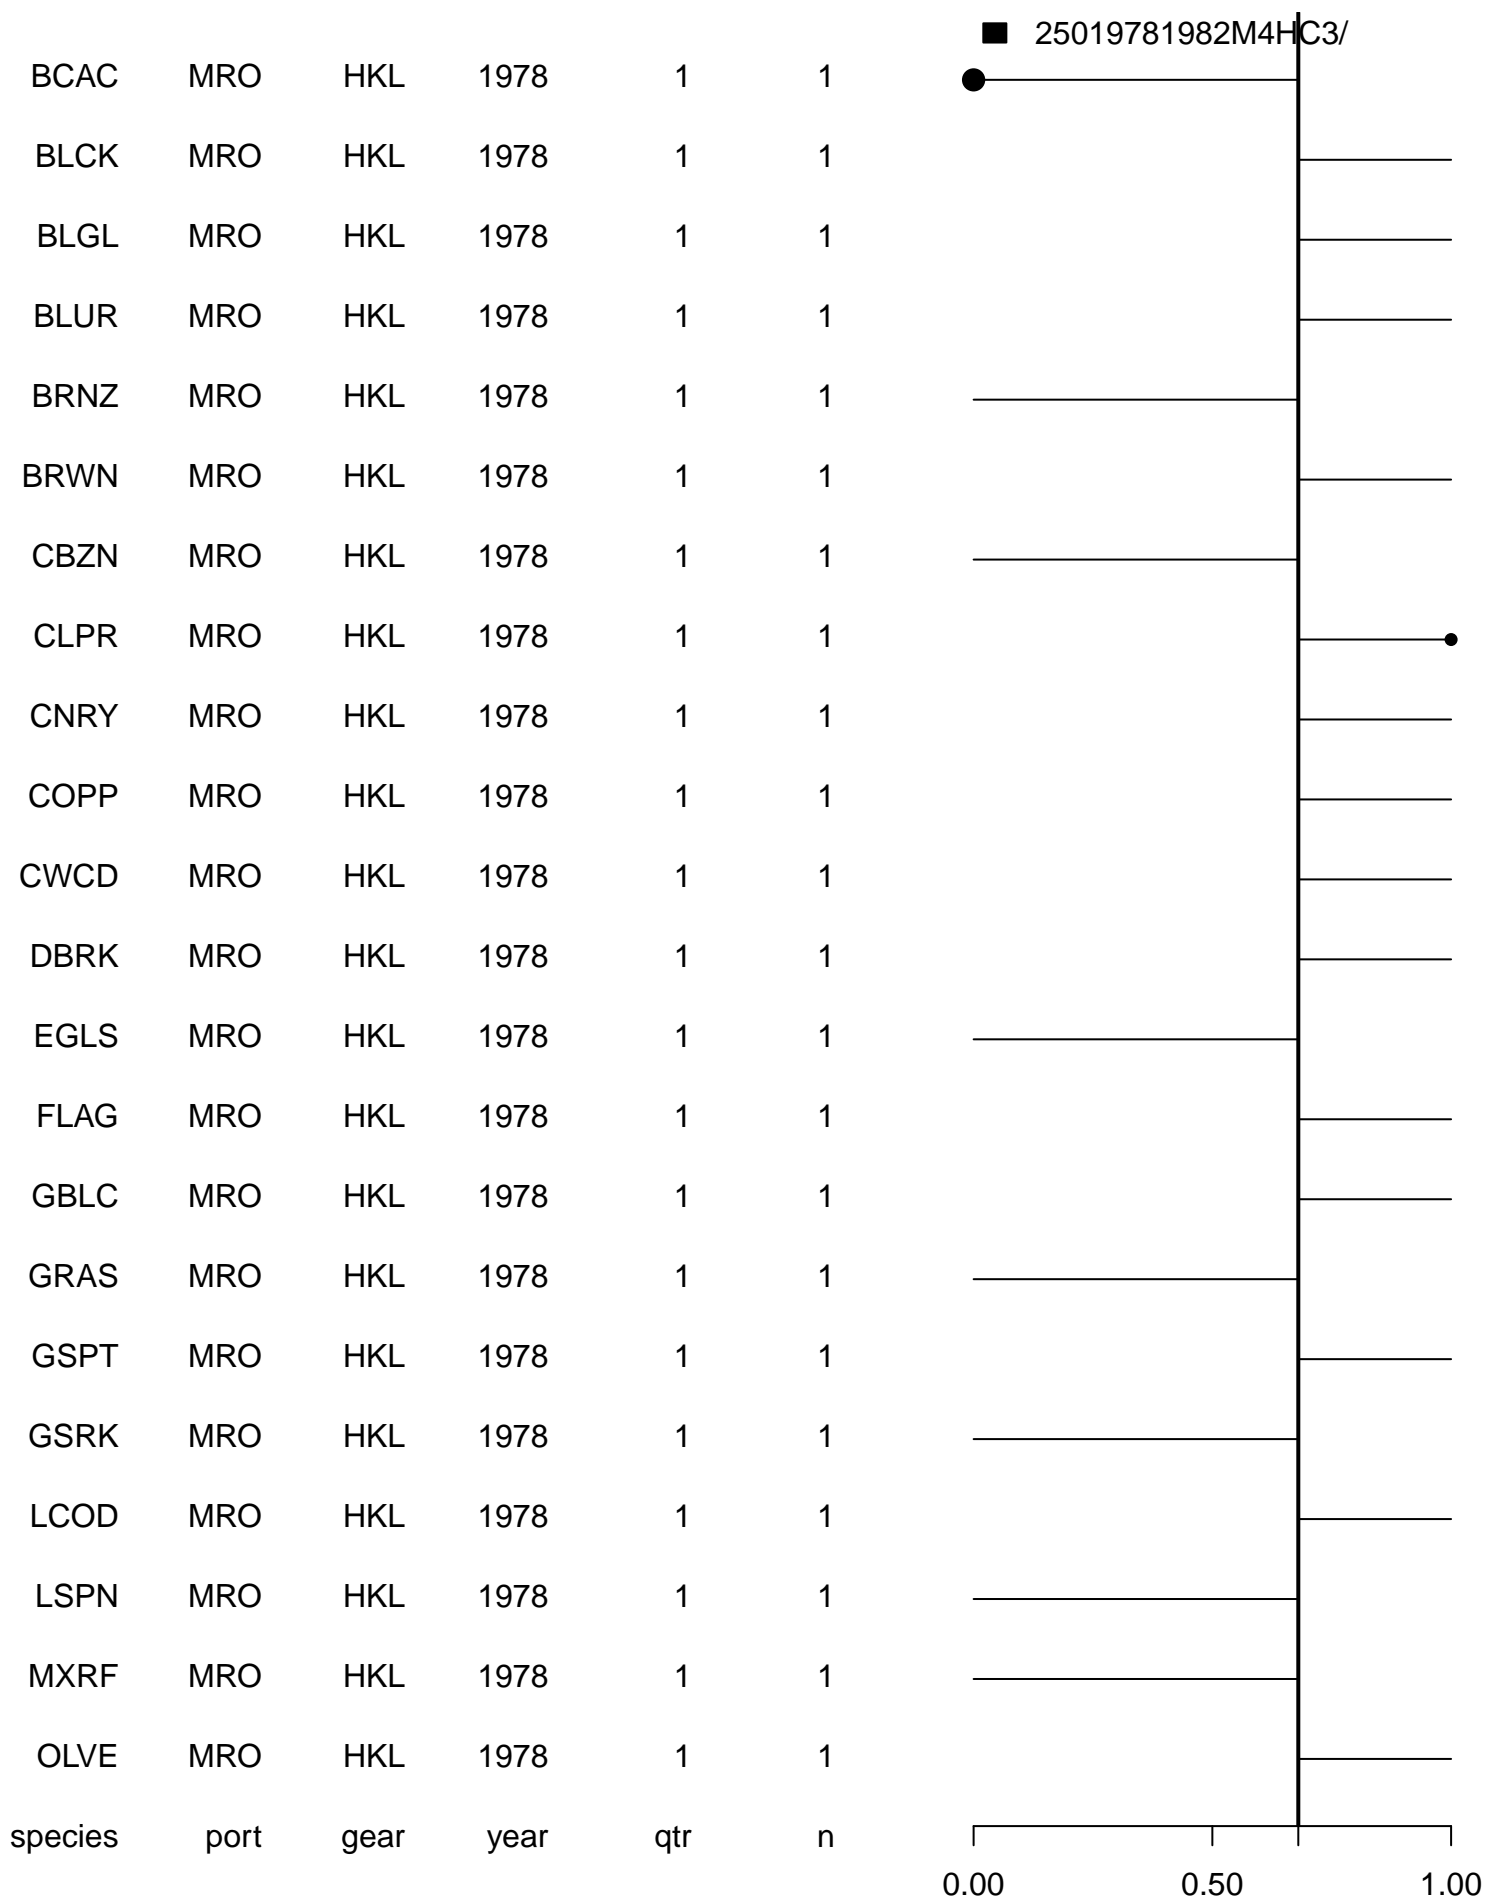 25019781982M4HC3/
BCAC MRO HKL 1978 1 1
BLCK MRO HKL 1978 1 1
BLGL MRO HKL 1978 1 1
BLUR MRO HKL 1978 1 1
BRNZ MRO HKL 1978 1 1
BRWN MRO HKL 1978 1 1
CBZN MRO HKL 1978 1 1
CLPR MRO HKL 1978 1 1
CNRY MRO HKL 1978 1 1
COPP MRO HKL 1978 1 1
CWCD MRO HKL 1978 1 1
DBRK MRO HKL 1978 1 1
EGLS MRO HKL 1978 1 1
FLAG MRO HKL 1978 1 1
GBLC MRO HKL 1978 1 1
GRAS MRO HKL 1978 1 1
GSPT MRO HKL 1978 1 1
GSRK MRO HKL 1978 1 1
LCOD MRO HKL 1978 1 1
LSPN MRO HKL 1978 1 1
MXRF MRO HKL 1978 1 1
OLVE MRO HKL 1978 1 1
species port gear year qtr n
0.00 0.50 1.00